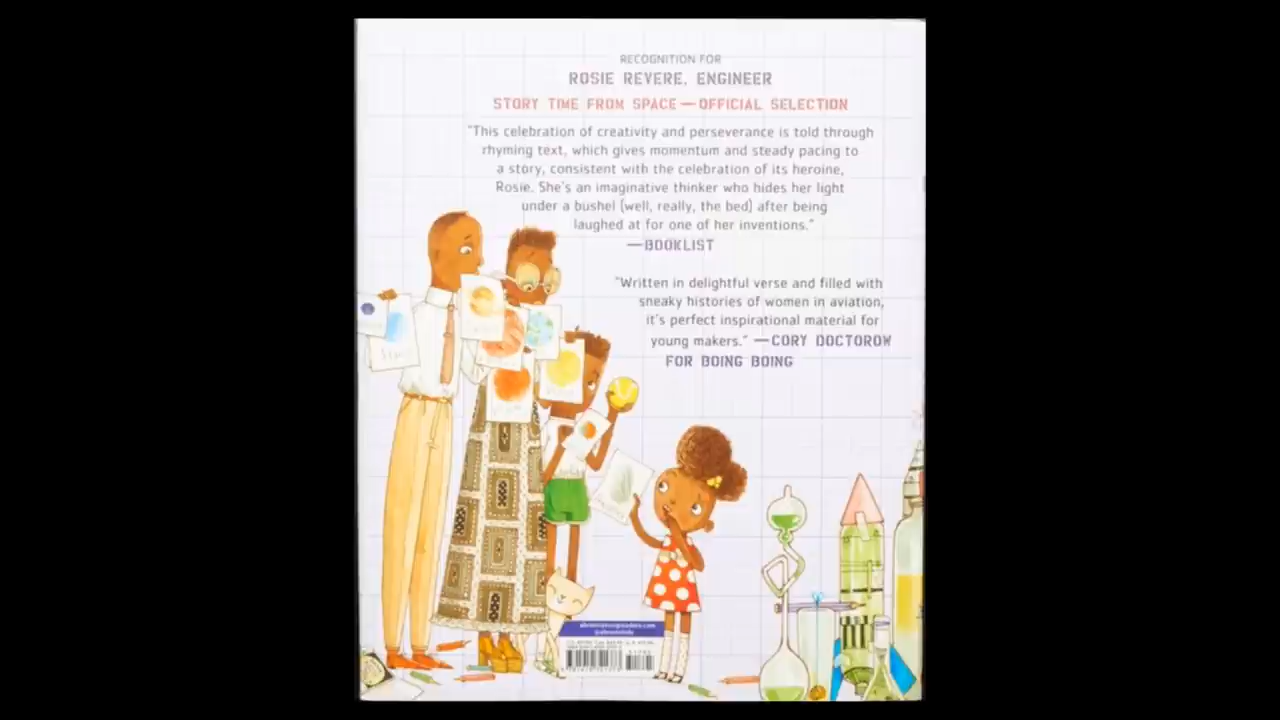 RECOGNITION FOR
ROSIE REVERE, ENGINEER
STORY TIME FROM SPACE—OFFICIAL SELECTION
"This celebration of creativity and perseverance is told through
rhyming text, which gives momentum and steady pacing to
a story, consistent with the celebration of its heroine,
Rosie. She's an imaginative thinker who hides her light
under a bushel (well, really, the bed) after being
laughed at for one of her inventions."
—BOOKLIST
"Written in delightful verse and filled with
sneaky histories of women in aviation,
it's perfect inspirational material for
young makers." —CORY DOCTOROW
FOR BOING BOING